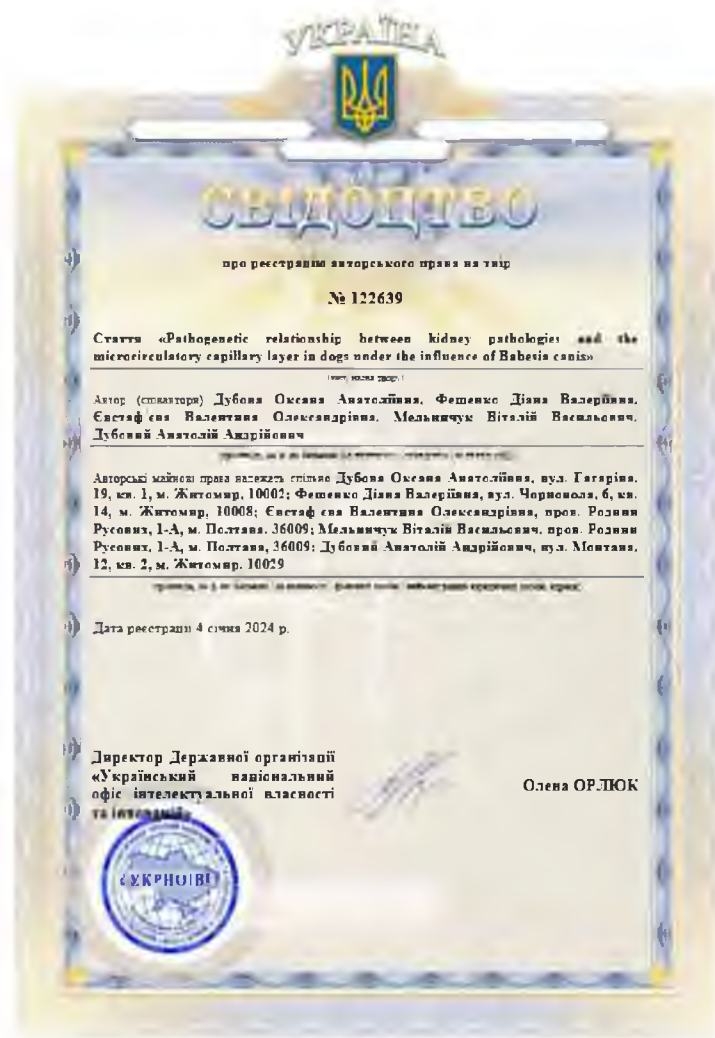 УКРАЇНА
СВІДОЦТВО
про реєстрацію авторського права на твір
№ 122639
Стаття «Pathogenetic relationship between kidney pathologies and the
microcirculatory capillary layer in dogs under the influence of Babesia canis»
Автор (співавтори) Дубова Оксана Анатоліївна, Фещенко Діана Валеріївна,
Євстаф'єва Валентина Олександрівна, Мельничук Віталій Васильович,
Дубовий Анатолій Андрійович
Авторські майнові права належать спільно Дубова Оксана Анатоліївна, вул. Гагаріна,
19, кв. 1, м. Житомир, 10002; Фещенко Діана Валеріївна, вул. Чорновола, 6, кв.
14, м. Житомир, 10008; Євстаф'єва Валентина Олександрівна, пров. Родини
Русових, 1-А, м. Полтава, 36009; Мельничук Віталій Васильович, пров. Родини
Русових, 1-А, м. Полтава, 36009; Дубовий Анатолій Андрійович, вул. Монтана,
12, кв. 2, м. Житомир, 10029
Дата реєстрації 4 січня 2024 р.
Директор Державної організації
«Український національний
офіс інтелектуальної власності
та інновацій»
Олена ОРЛЮК
УКРНОІВІ